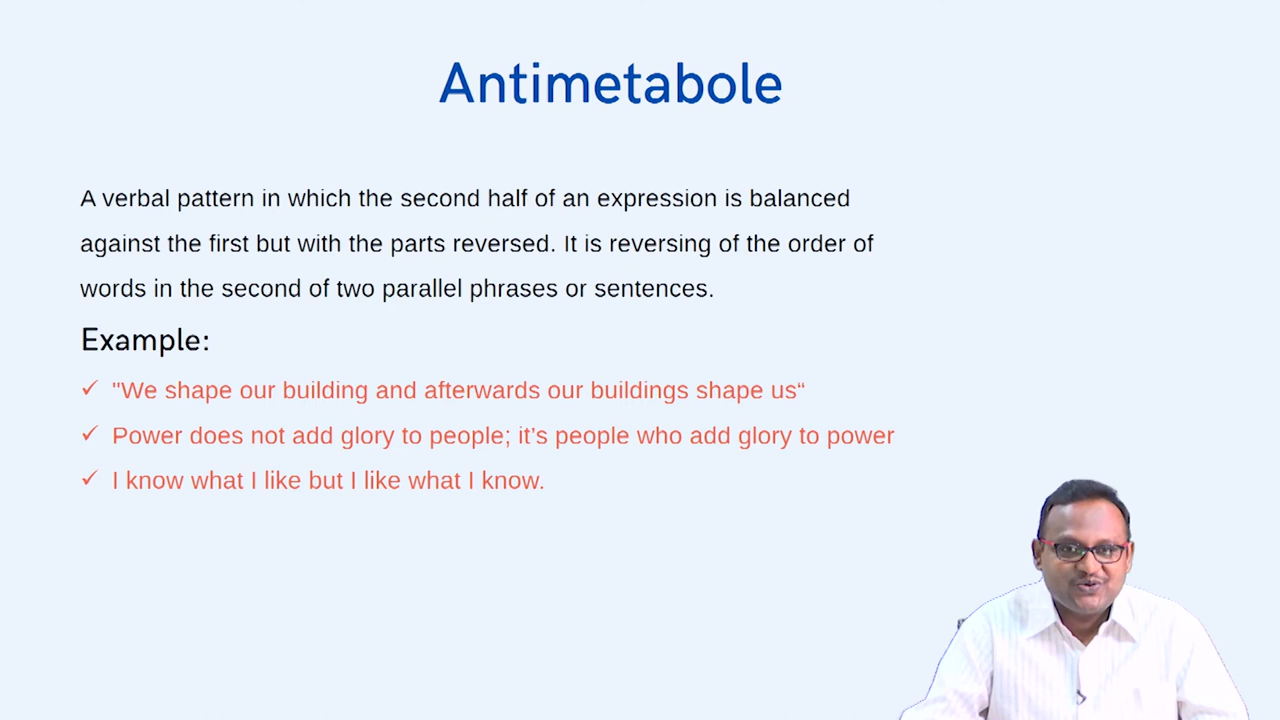 Antimetabole
A verbal pattern in which the second half of an expression is balanced
against the first but with the parts reversed. It is reversing of the order of
words in the second of two parallel phrases or sentences.
Example:
✓ "We shape our building and afterwards our buildings shape us“
✓ Power does not add glory to people; it’s people who add glory to power
✓ I know what I like but I like what I know.